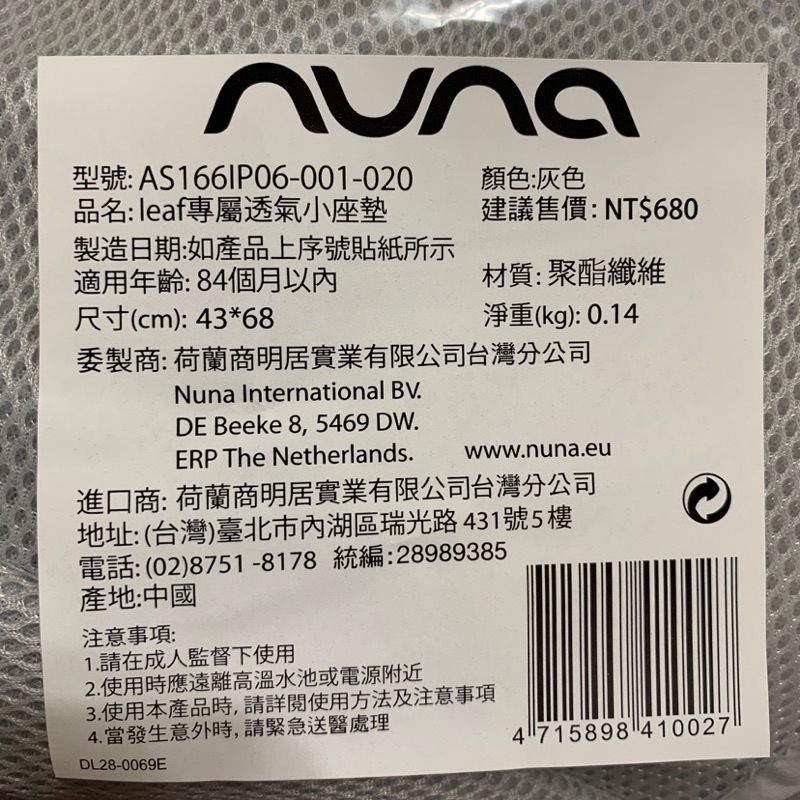 nuna
型號: AS166IP06-001-020 顏色:灰色
品名: leaf專屬透氣小座墊 建議售價: NT$680
製造日期:如產品上序號貼紙所示
適用年齡: 84個月以內 材質: 聚酯纖維
尺寸(cm): 43*68 淨重(kg): 0.14
委製商: 荷蘭商明居實業有限公司台灣分公司
Nuna International BV.
DE Beeke 8, 5469 DW.
ERP The Netherlands. www.nuna.eu
進口商: 荷蘭商明居實業有限公司台灣分公司
地址: (台灣)臺北市內湖區瑞光路 431號5樓
電話: (02)8751 -8178 統編:28989385
產地:中國
注意事項:
1.請在成人監督下使用
2.使用時應遠離高溫水池或電源附近
3.使用本產品時, 請詳閱使用方法及注意事項
4.當發生意外時, 請緊急送醫處理
4 715898 410027
DL28-0069E